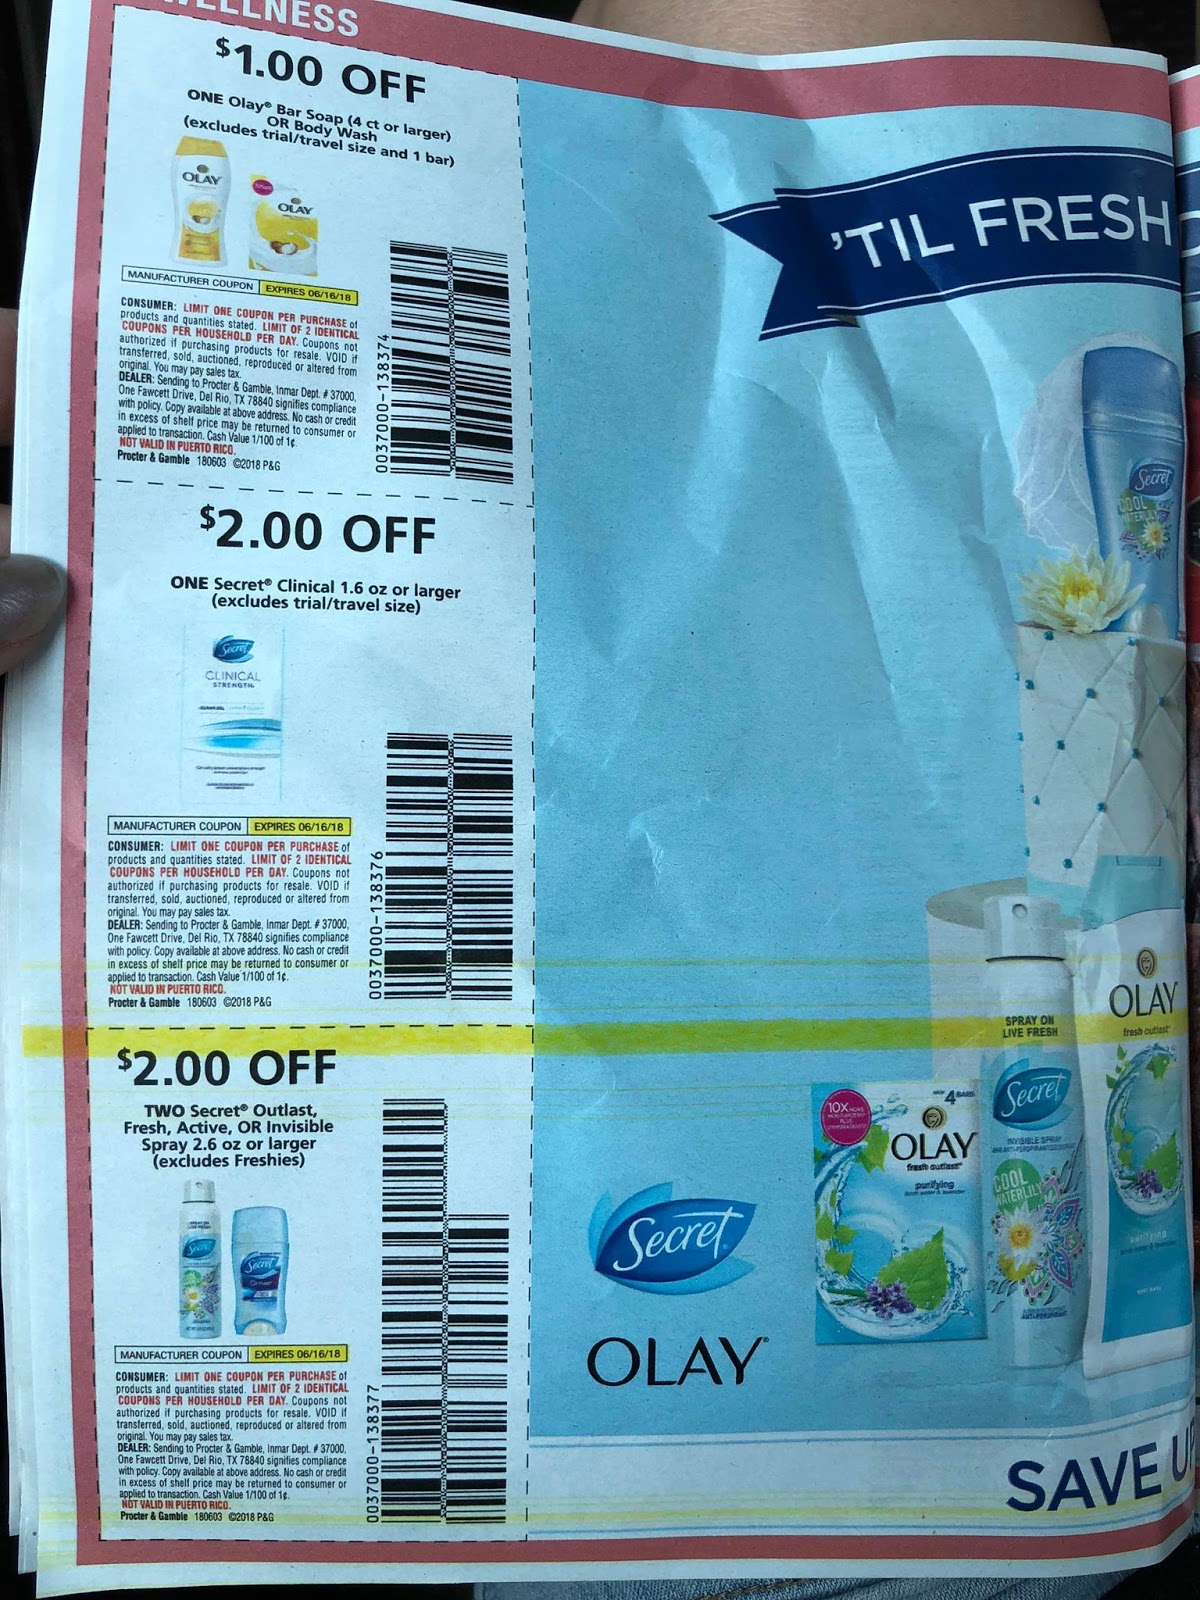 WELLNESS
$1.00 OFF
ONE Olay® Bar Soap (4 ct or larger)
OR Body Wash
(excludes trial/travel size and 1 bar)
OLAY
OLAY
MANUFACTURER COUPON EXPIRES 06/16/18
CONSUMER: LIMIT ONE COUPON PER PURCHASE of
products and quantities stated. LIMIT OF 2 IDENTICAL
COUPONS PER HOUSEHOLD PER DAY. Coupons not
authorized if purchasing products for resale. VOID if
transferred, sold, auctioned, reproduced or altered from
original. You may pay sales tax.
DEALER: Sending to Procter & Gamble, Inmar Dept. # 37000,
One Fawcett Drive, Del Rio, TX 78840 signifies compliance
with policy. Copy available at above address. No cash or credit
in excess of shelf price may be returned to consumer or
applied to transaction. Cash Value 1/100 of 1¢.
NOT VALID IN PUERTO RICO.
Procter & Gamble 180603 ©2018 P&G
0037000-138374
$2.00 OFF
ONE Secret® Clinical 1.6 oz or larger
(excludes trial/travel size)
Secret
CLINICAL
STRENGTH
MANUFACTURER COUPON EXPIRES 06/16/18
CONSUMER: LIMIT ONE COUPON PER PURCHASE of
products and quantities stated. LIMIT OF 2 IDENTICAL
COUPONS PER HOUSEHOLD PER DAY. Coupons not
authorized if purchasing products for resale. VOID if
transferred, sold, auctioned, reproduced or altered from
original. You may pay sales tax.
DEALER: Sending to Procter & Gamble, Inmar Dept. # 37000,
One Fawcett Drive, Del Rio, TX 78840 signifies compliance
with policy. Copy available at above address. No cash or credit
in excess of shelf price may be returned to consumer or
applied to transaction. Cash Value 1/100 of 1¢.
NOT VALID IN PUERTO RICO.
Procter & Gamble 180603 ©2018 P&G
0037000-138376
$2.00 OFF
TWO Secret® Outlast,
Fresh, Active, OR Invisible
Spray 2.6 oz or larger
(excludes Freshies)
Secret
Secret
MANUFACTURER COUPON EXPIRES 06/16/18
CONSUMER: LIMIT ONE COUPON PER PURCHASE of
products and quantities stated. LIMIT OF 2 IDENTICAL
COUPONS PER HOUSEHOLD PER DAY. Coupons not
authorized if purchasing products for resale. VOID if
transferred, sold, auctioned, reproduced or altered from
original. You may pay sales tax.
DEALER: Sending to Procter & Gamble, Inmar Dept. # 37000,
One Fawcett Drive, Del Rio, TX 78840 signifies compliance
with policy. Copy available at above address. No cash or credit
in excess of shelf price may be returned to consumer or
applied to transaction. Cash Value 1/100 of 1¢.
NOT VALID IN PUERTO RICO.
Procter & Gamble 180603 ©2018 P&G
0037000-138377
'TIL FRESH
Secret
COOL
WATERLILY
SPRAY ON
LIVE FRESH
Secret
INVISIBLE SPRAY
COOL
WATERLILY
ANTI-PERSPIRANT
OLAY
fresh outlast
purifying
10X MORE
4 BARS
OLAY
fresh outlast
purifying
Secret
OLAY®
SAVE U